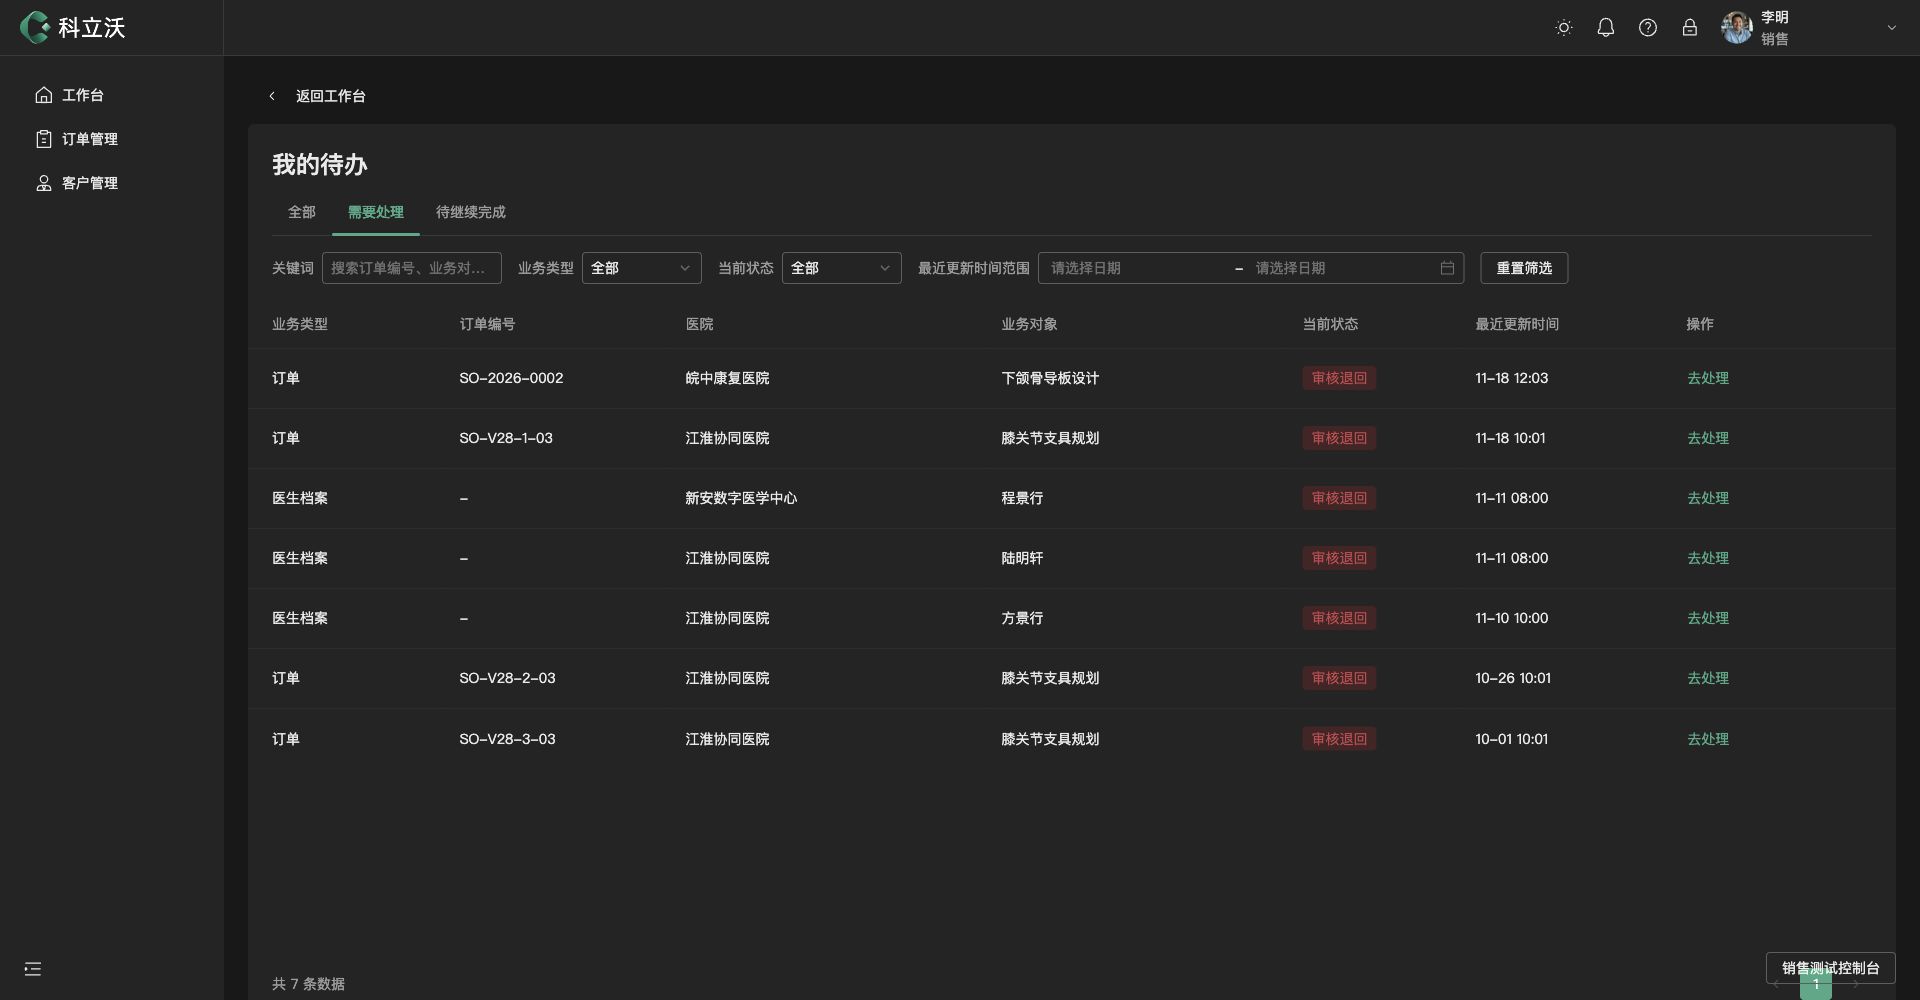 科立沃
李明
销售
工作台
订单管理
客户管理
返回工作台
我的待办
全部 需要处理 待继续完成
关键词 搜索订单编号、业务对... 业务类型 全部 当前状态 全部 最近更新时间范围 请选择日期 – 请选择日期 重置筛选
业务类型 订单编号 医院 业务对象 当前状态 最近更新时间 操作
订单 SO-2026-0002 皖中康复医院 下颌骨导板设计 审核退回 11-18 12:03 去处理
订单 SO-V28-1-03 江淮协同医院 膝关节支具规划 审核退回 11-18 10:01 去处理
医生档案 – 新安数字医学中心 程景行 审核退回 11-11 08:00 去处理
医生档案 – 江淮协同医院 陆明轩 审核退回 11-11 08:00 去处理
医生档案 – 江淮协同医院 方景行 审核退回 11-10 10:00 去处理
订单 SO-V28-2-03 江淮协同医院 膝关节支具规划 审核退回 10-26 10:01 去处理
订单 SO-V28-3-03 江淮协同医院 膝关节支具规划 审核退回 10-01 10:01 去处理
销售测试控制台
共 7 条数据 1